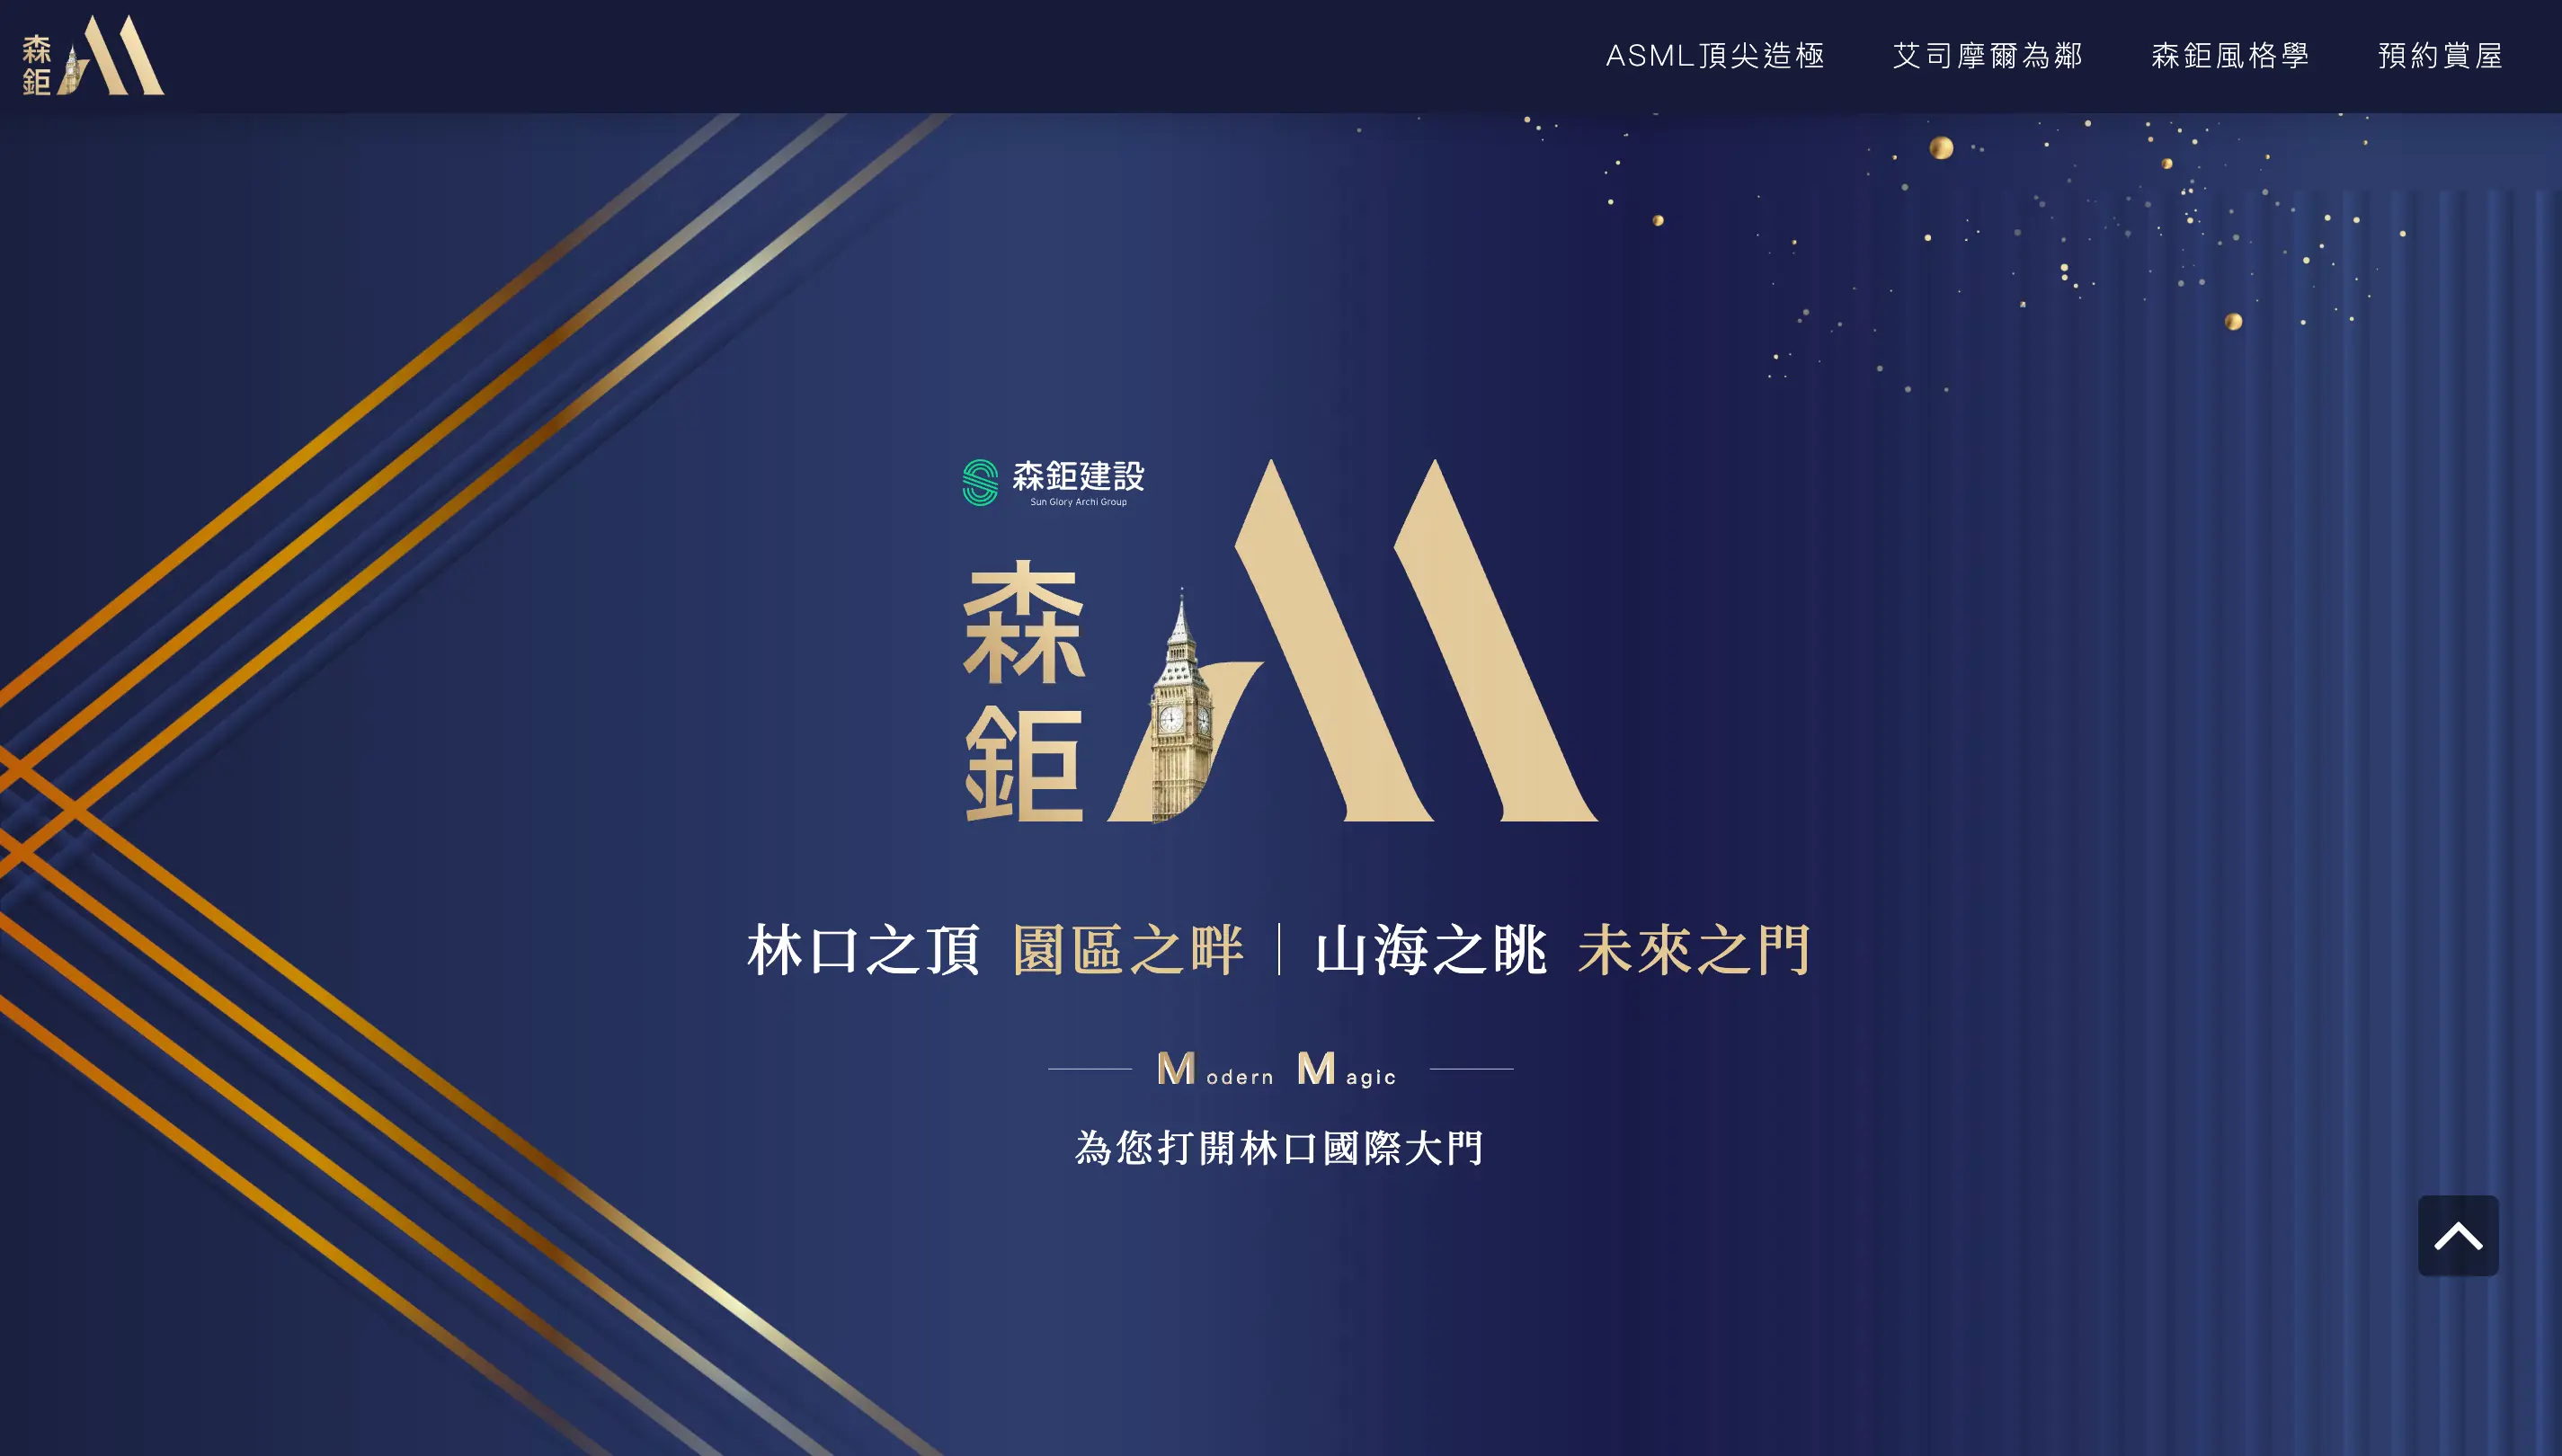 森鉅
ASML頂尖造極 艾司摩爾為鄰 森鉅風格學 預約賞屋
森鉅建設
Sun Glory Archi Group
森鉅
林口之頂 園區之畔｜山海之眺 未來之門
Modern Magic
為您打開林口國際大門